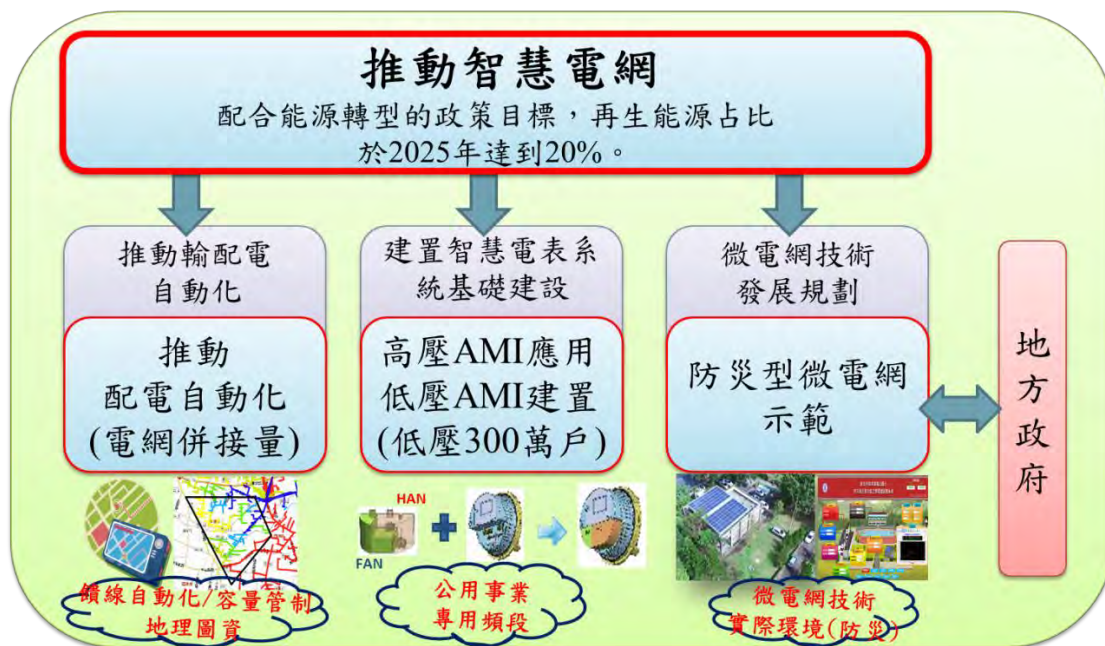 推動智慧電網
配合能源轉型的政策目標，再生能源占比
於2025年達到20%。
推動輸配電
自動化
推動
配電自動化
(電網併接量)
饋線自動化/容量管制
地理圖資
建置智慧電表系
統基礎建設
高壓AMI應用
低壓AMI建置
(低壓300萬戶)
HAN
FAN
公用事業
專用頻段
微電網技術
發展規劃
防災型微電網
示範
微電網技術
實際環境(防災)
地方政府